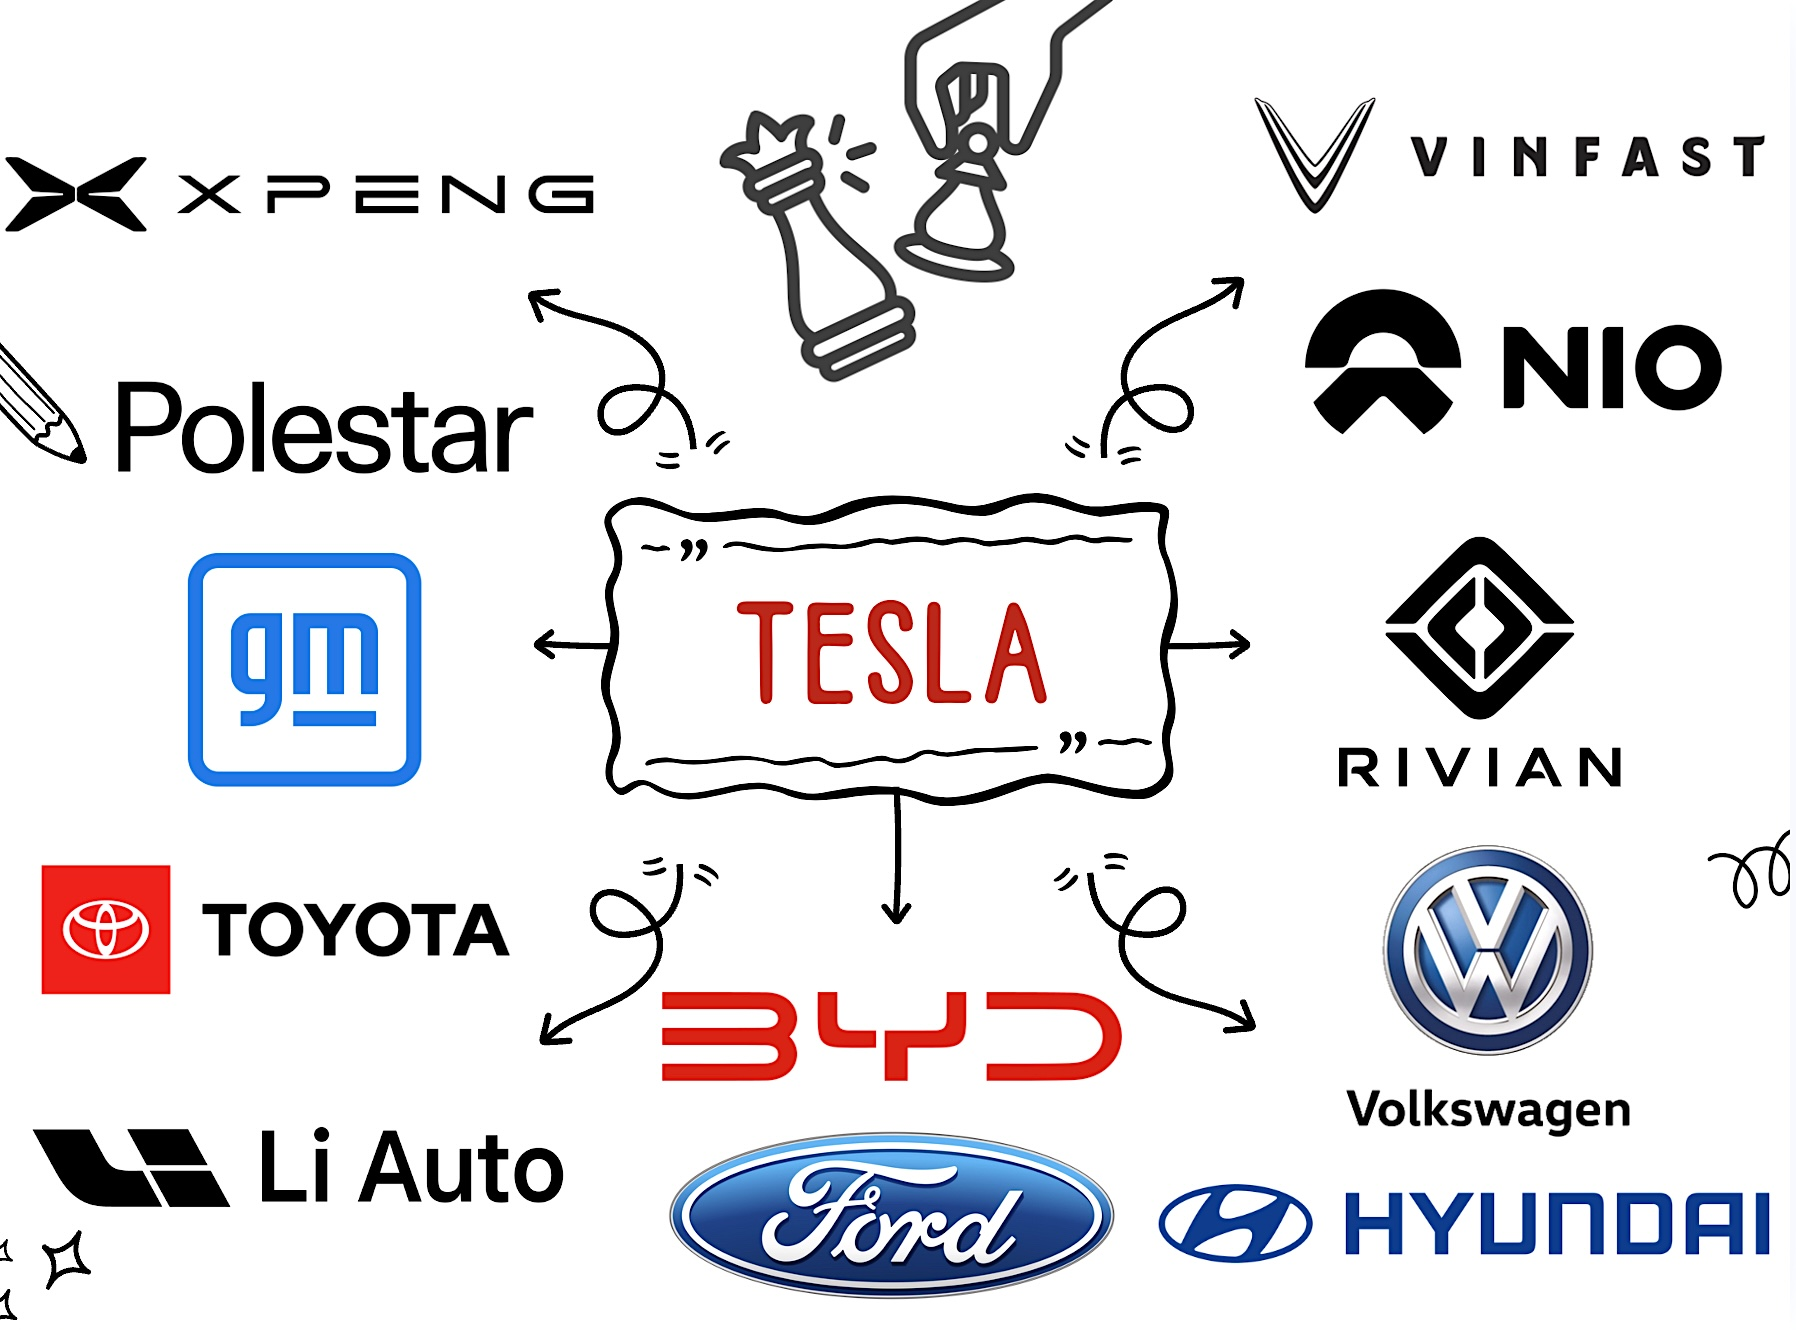 XPENG
VINFAST
Polestar
NIO
gm
TESLA
RIVIAN
TOYOTA
BYD
Volkswagen
Li Auto
Ford
HYUNDAI